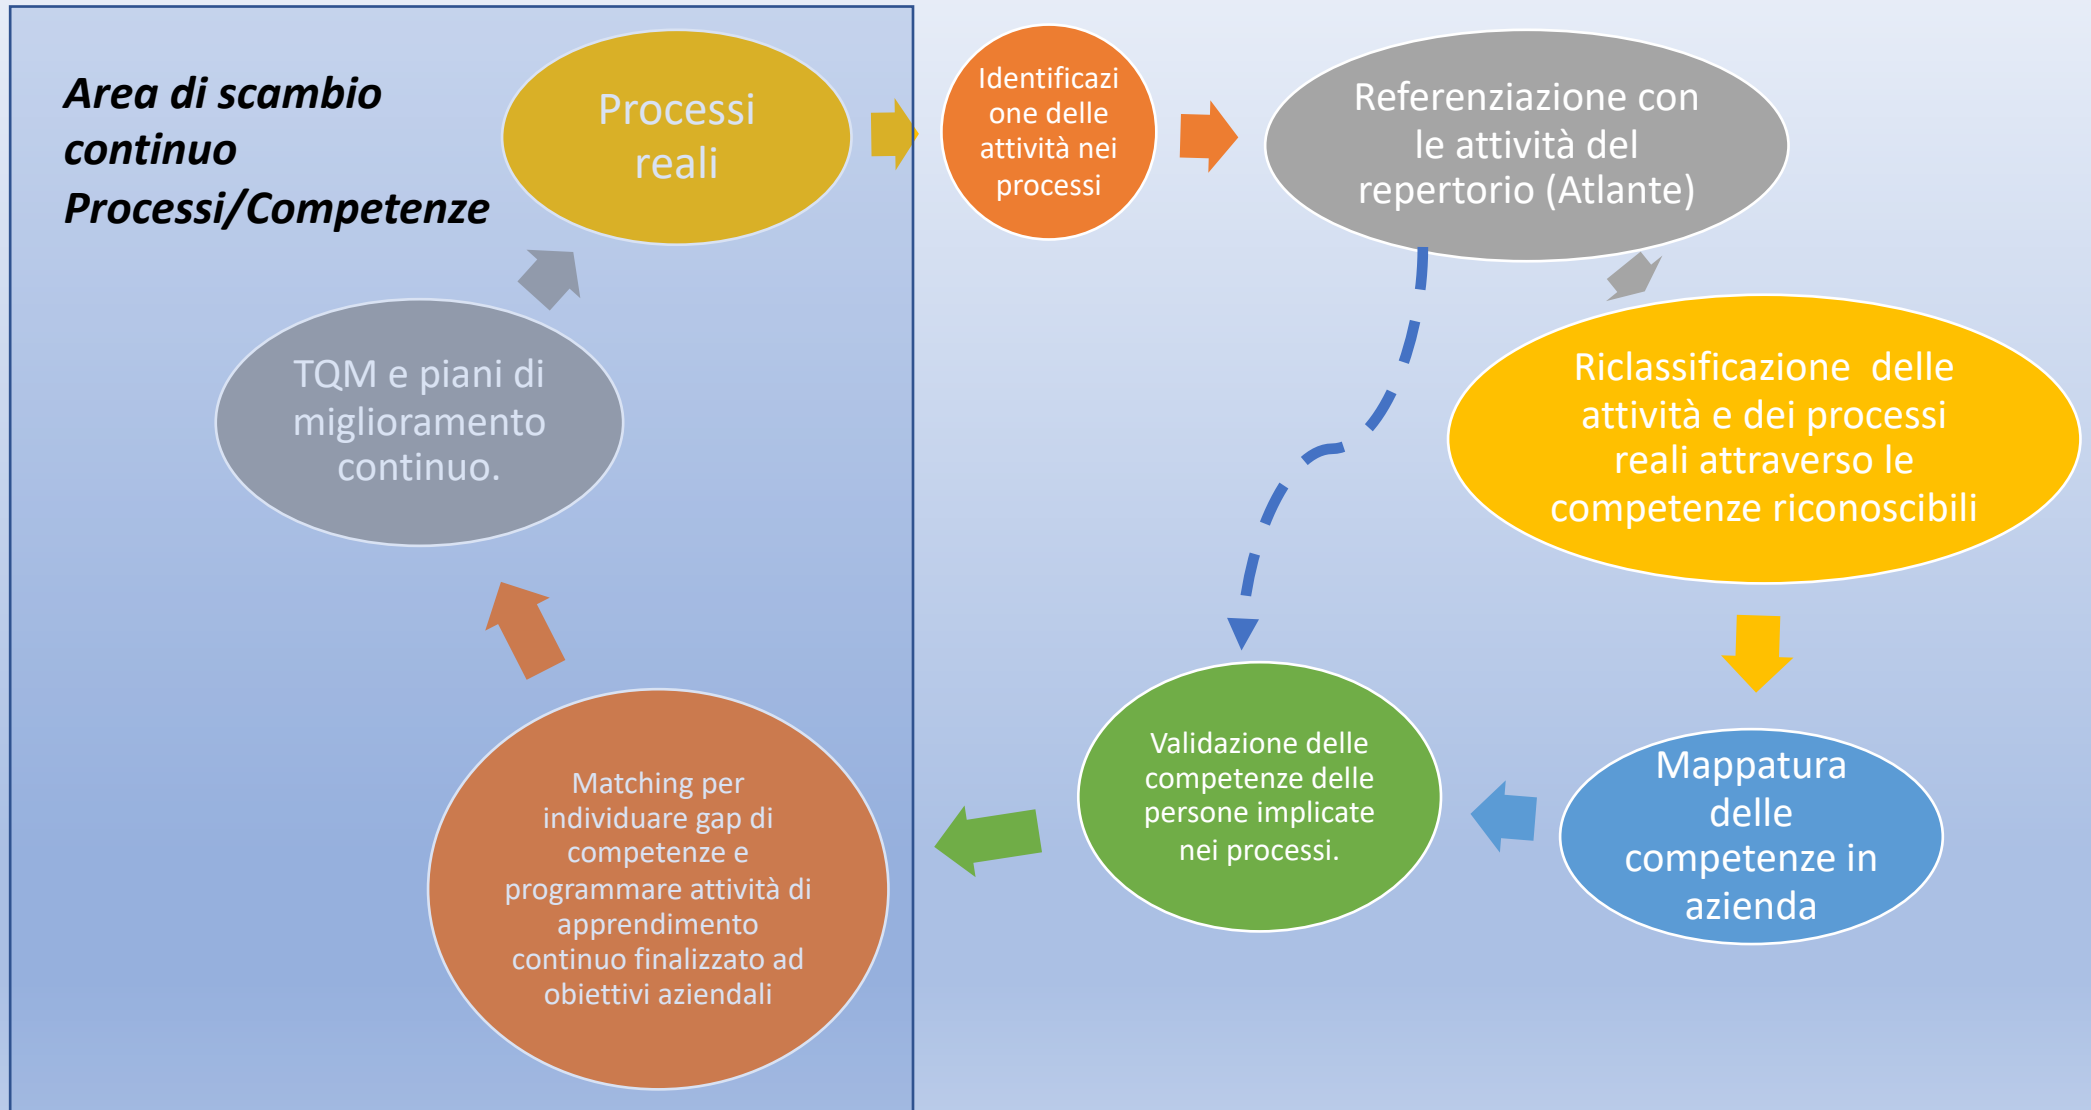 Area di scambio
continuo
Processi/Competenze
Processi
reali
Identificazi
one delle
attività nei
processi
Referenziazione con
le attività del
repertorio (Atlante)
Riclassificazione  delle
attività e dei processi
reali attraverso le
competenze riconoscibili
Mappatura
delle
competenze in
azienda
Validazione delle
competenze delle
persone implicate
nei processi.
Matching per
individuare gap di
competenze e
programmare attività di
apprendimento
continuo finalizzato ad
obiettivi aziendali
TQM e piani di
miglioramento
continuo.